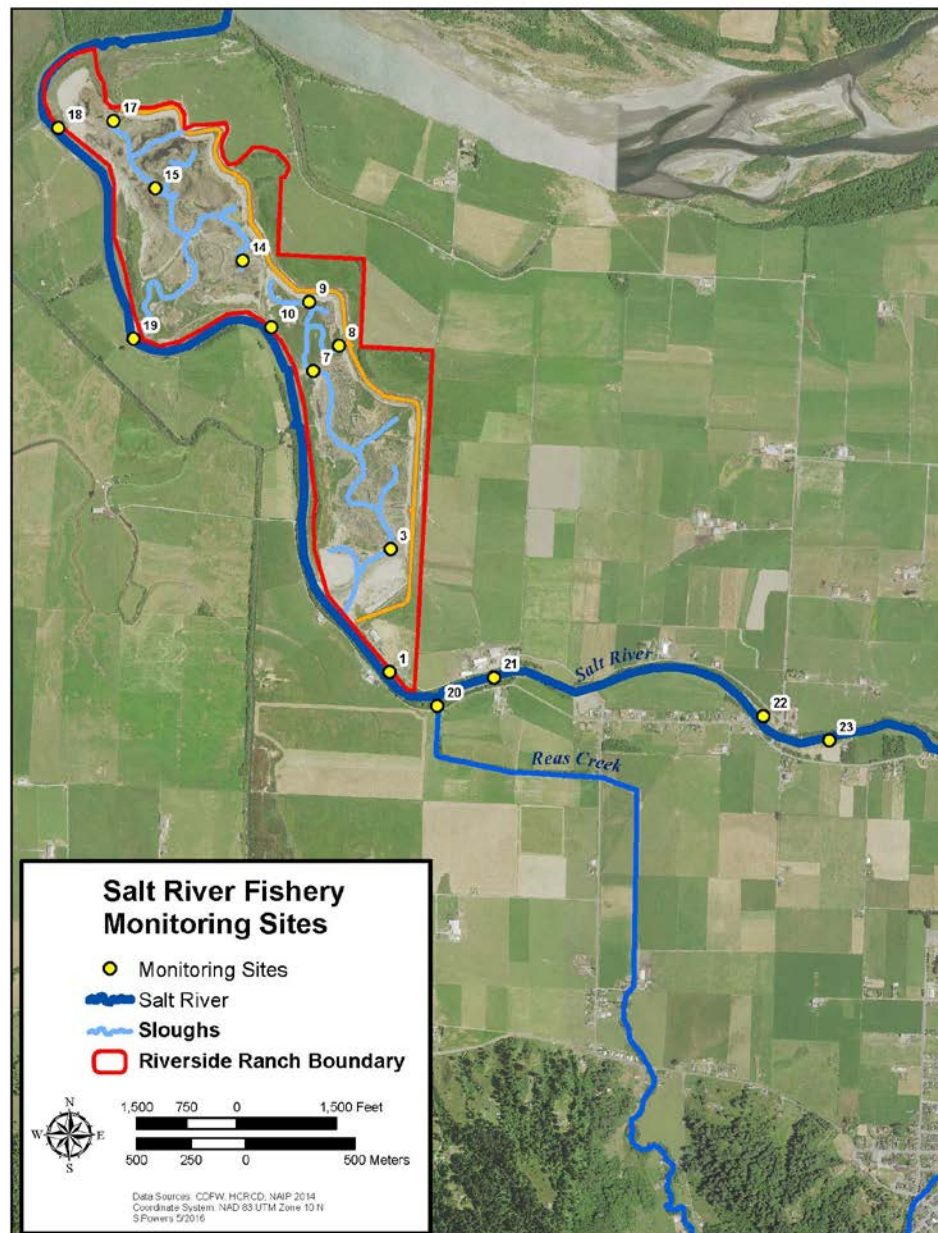 17
18
15
14
9
10
19
8
7
3
1
21
Salt River
20
22
23
Reas Creek
Salt River Fishery
Monitoring Sites
Monitoring Sites
Salt River
Sloughs
Riverside Ranch Boundary
N
W E
S
1,500 750 0 1,500 Feet
500 250 0 500 Meters
Data Sources: CDFW, HCRCD, NAIP 2014
Coordinate System: NAD 83 UTM Zone 10 N
S.Powers 5/2016